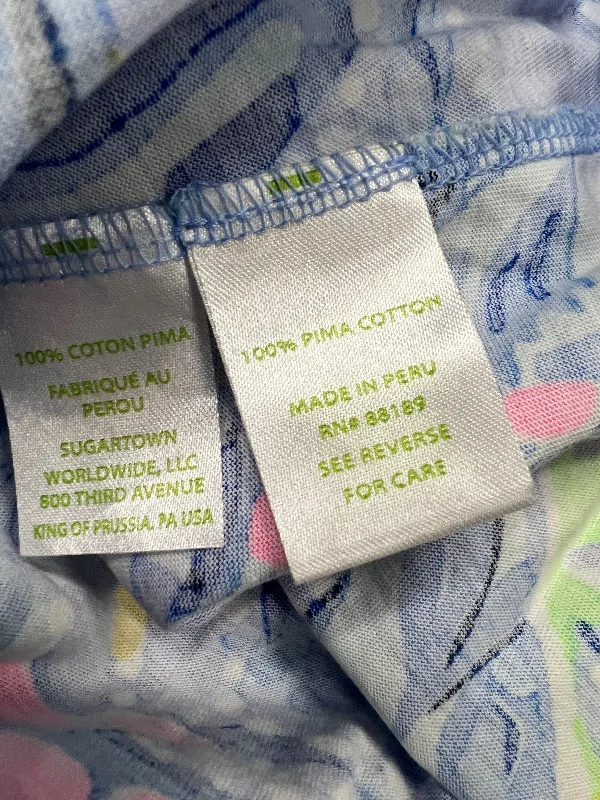 100% COTON PIMA
FABRIQUÉ AU
PEROU
SUGARTOWN
WORLDWIDE, LLC
800 THIRD AVENUE
KING OF PRUSSIA, PA USA
100% PIMA COTTON
MADE IN PERU
RN# 88189
SEE REVERSE
FOR CARE